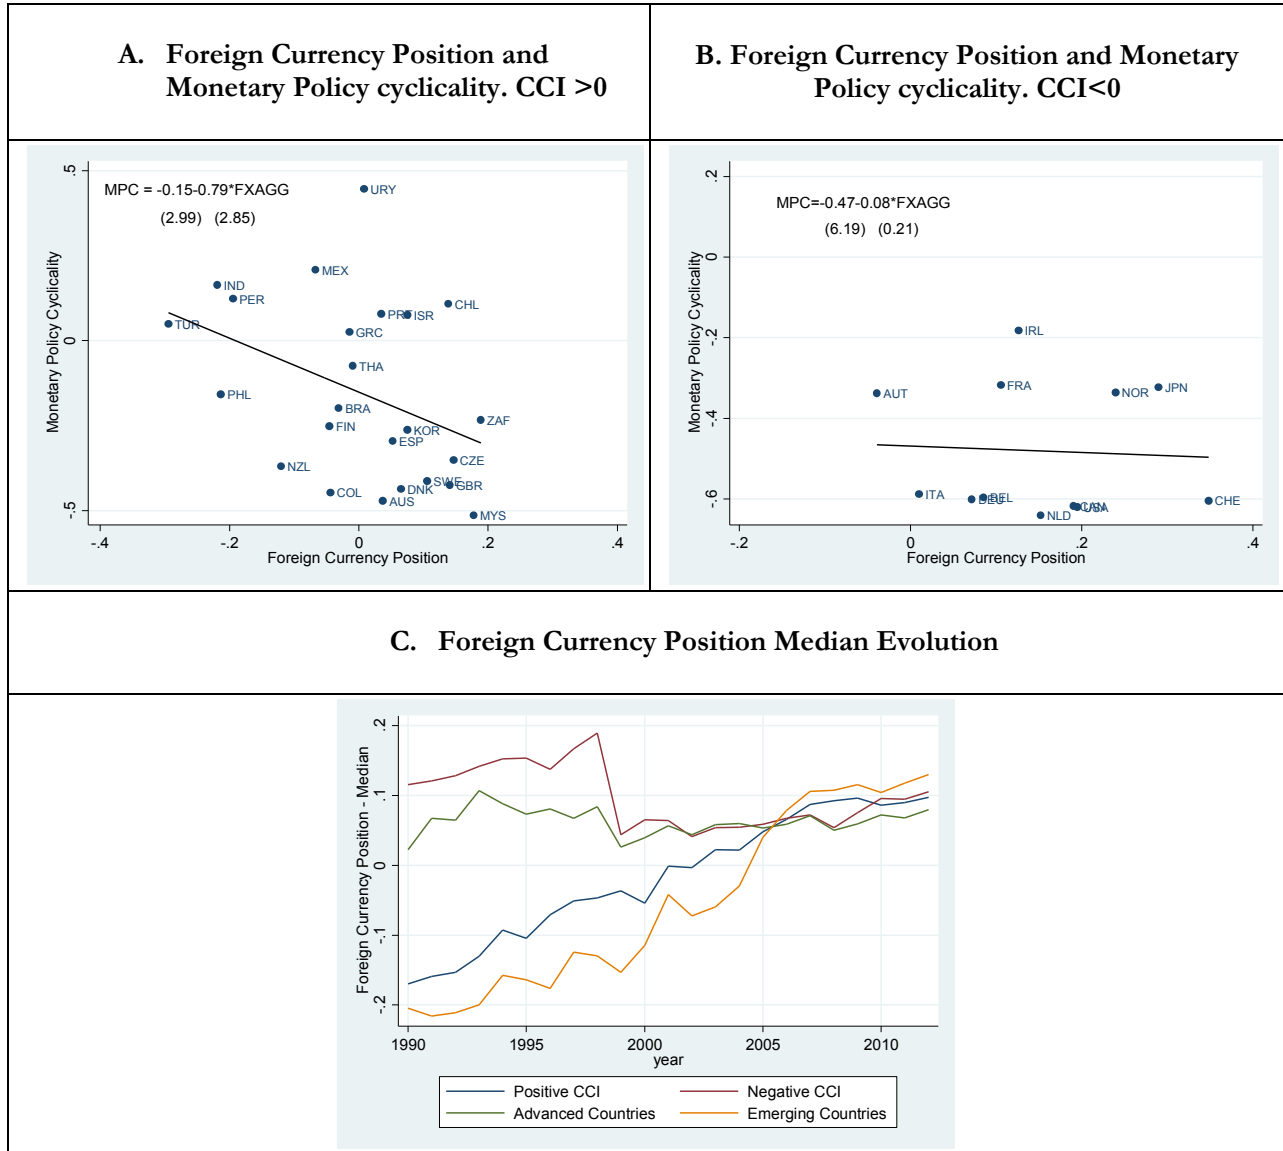 A. Foreign Currency Position and
Monetary Policy cyclicality. CCI >0
B. Foreign Currency Position and Monetary
Policy cyclicality. CCI<0
Monetary Policy Cyclicality
.5
0
-.5
MPC = -0.15-0.79*FXAGG
(2.99) (2.85)
URY
MEX
IND
PER
TUR
PRT
ISR
CHL
GRC
THA
PHL
BRA
FIN
KOR
ESP
ZAF
NZL
CZE
COL
SWE
DNK
GBR
AUS
MYS
-.4 -.2 0 .2 .4
Foreign Currency Position
Monetary Policy Cyclicality
.2
0
-.2
-.4
-.6
MPC=-0.47-0.08*FXAGG
(6.19) (0.21)
IRL
AUT
FRA
NOR
JPN
ITA
DEU
BEL
NLD
CAN
USA
CHE
-.2 0 .2 .4
Foreign Currency Position
C. Foreign Currency Position Median Evolution
Foreign Currency Position - Median
.2
.1
0
-.1
-.2
1990 1995 2000 2005 2010
year
Positive CCI Negative CCI
Advanced Countries Emerging Countries